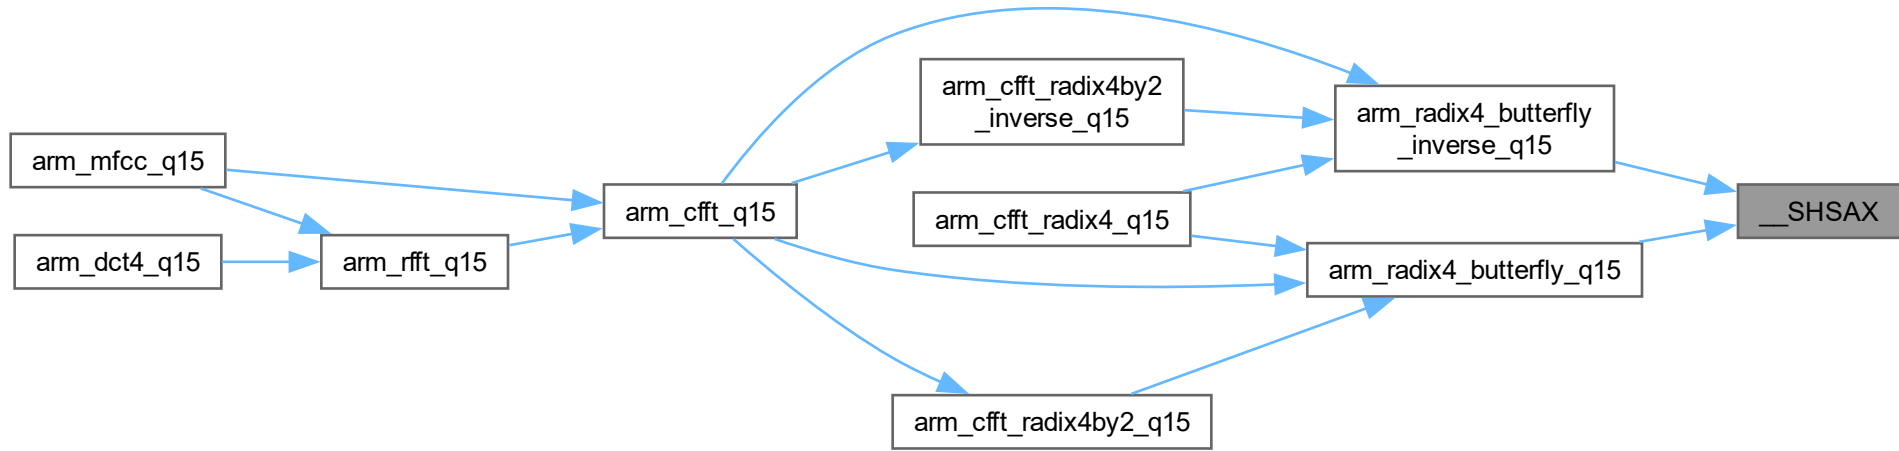 arm_mfcc_q15
arm_dct4_q15
arm_rfft_q15
arm_cfft_q15
arm_cfft_radix4by2
_inverse_q15
arm_cfft_radix4_q15
arm_cfft_radix4by2_q15
arm_radix4_butterfly
_inverse_q15
arm_radix4_butterfly_q15
__SHSAX